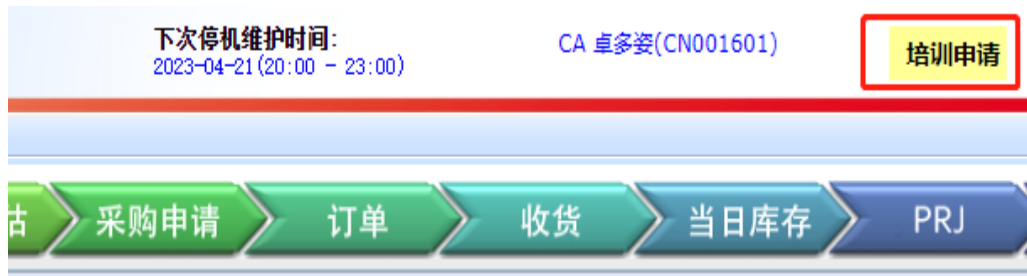 下次停机维护时间:
2023-04-21(20:00 - 23:00)
CA 卓多姿(CN001601)
培训申请
估 采购申请 订单 收货 当日库存 PRJ